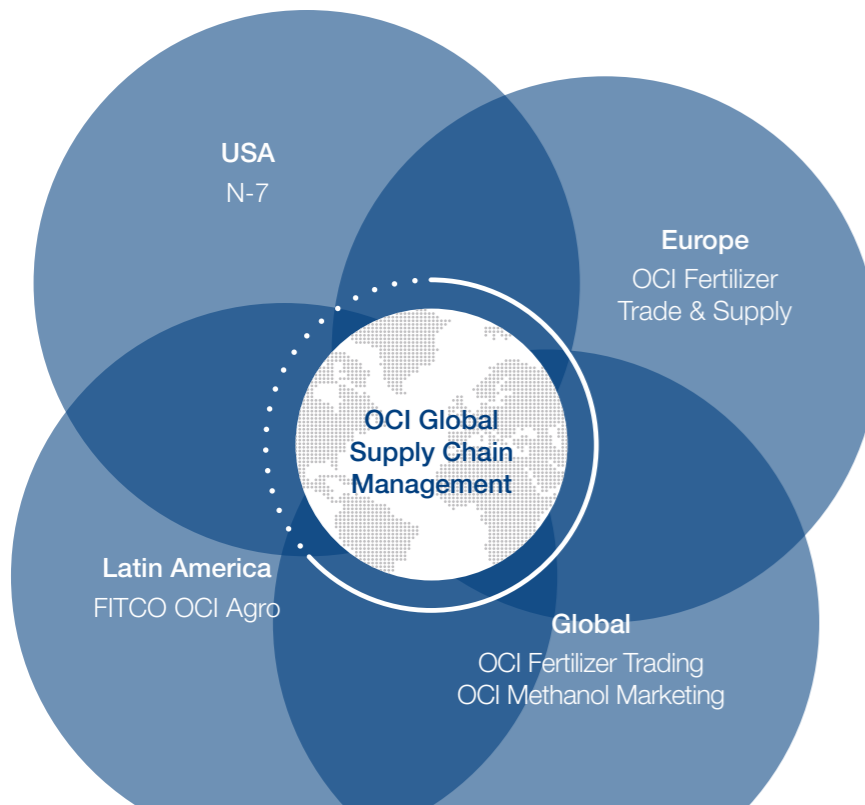 USA
N-7
Europe
OCI Fertilizer
Trade & Supply
OCI Global
Supply Chain
Management
Latin America
FITCO OCI Agro
Global
OCI Fertilizer Trading
OCI Methanol Marketing